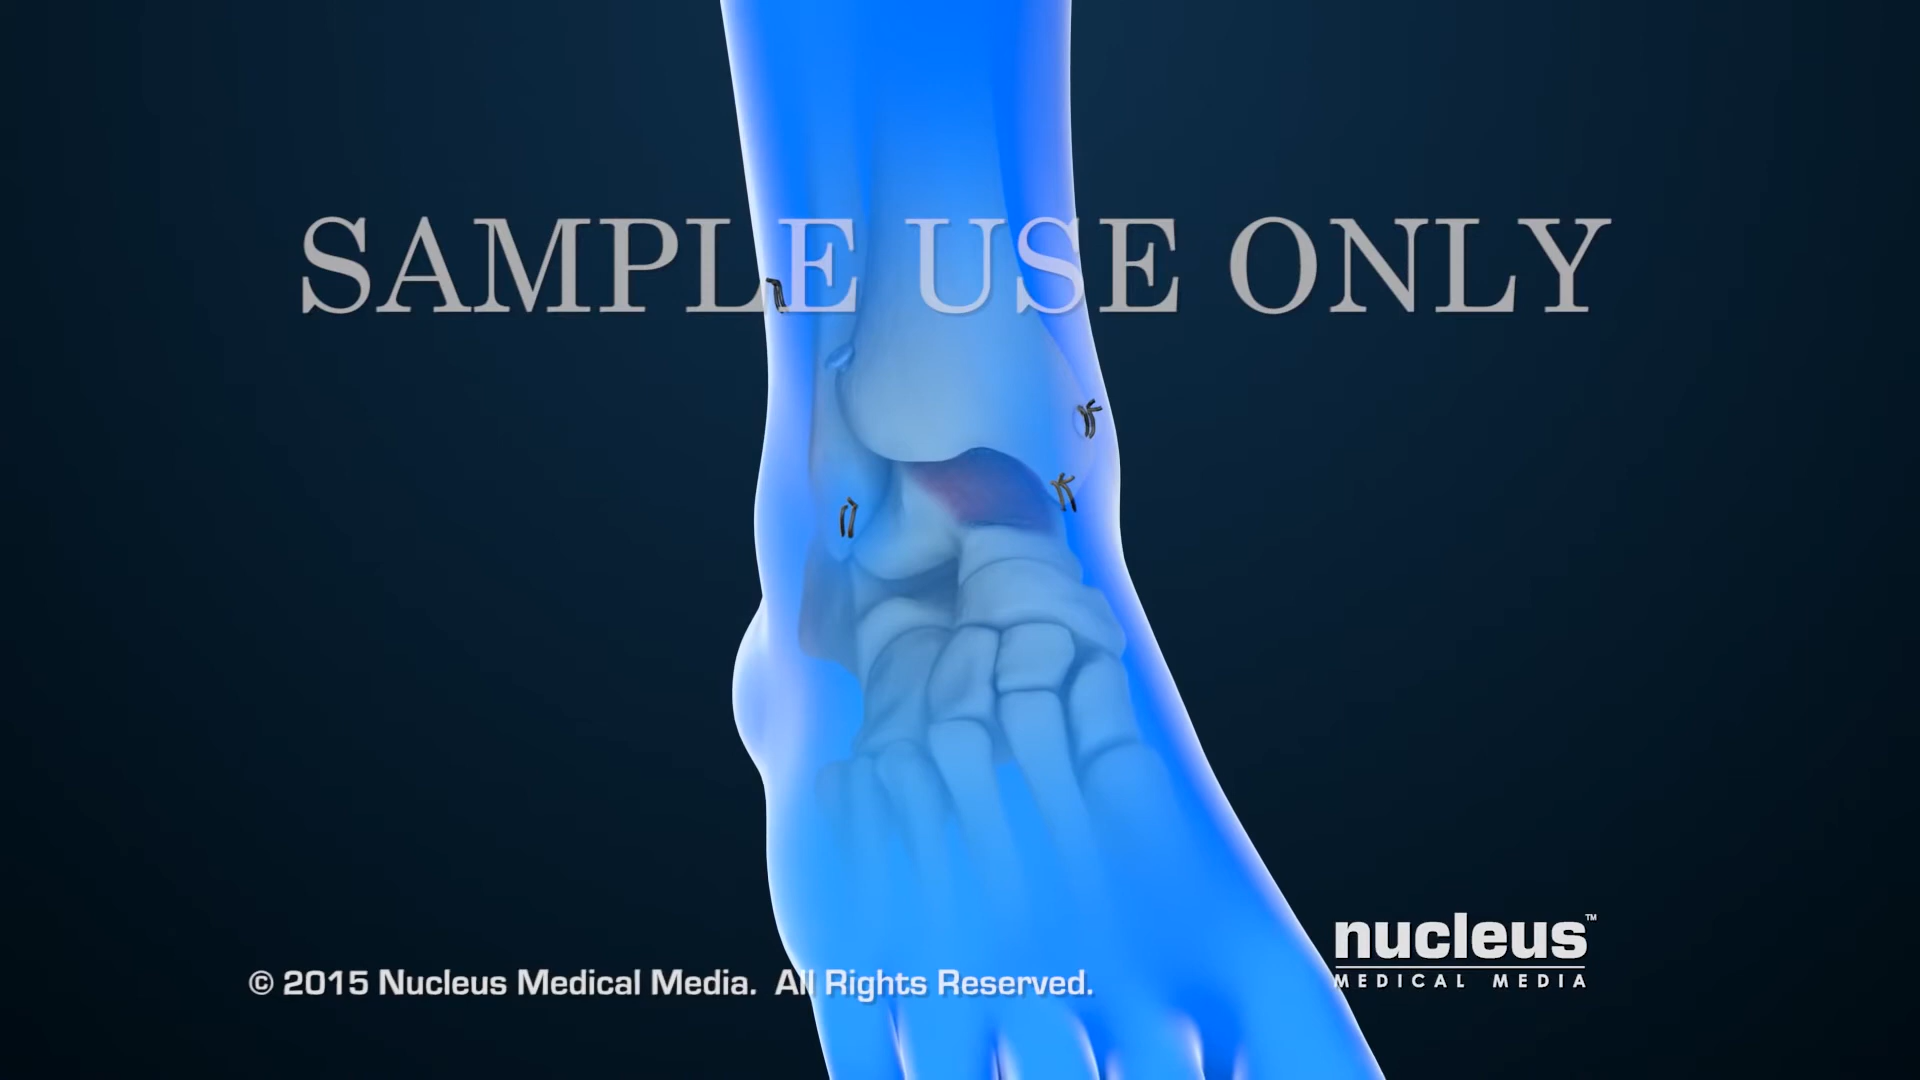 SAMPLE USE ONLY
nucleus™
MEDICAL MEDIA
© 2015 Nucleus Medical Media. All Rights Reserved.